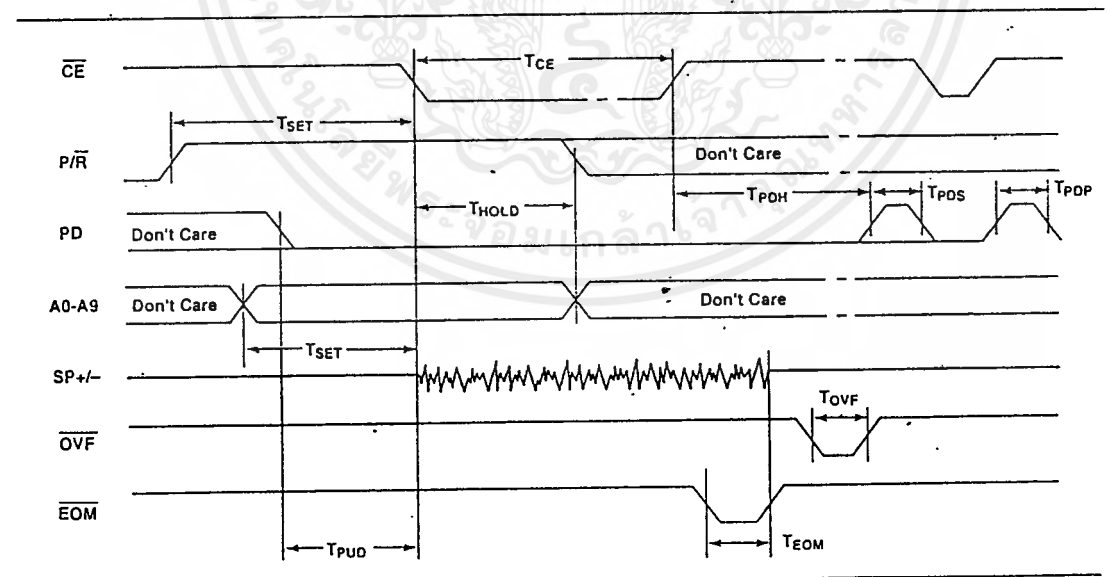 CE
TCE
TSET
P/R
Don't Care
TPDH
TPDS
TPDP
THOLD
PD
Don't Care
A0-A9
Don't Care
Don't Care
TSET
SP+/–
TOVF
OVF
EOM
TPUD
TEOM